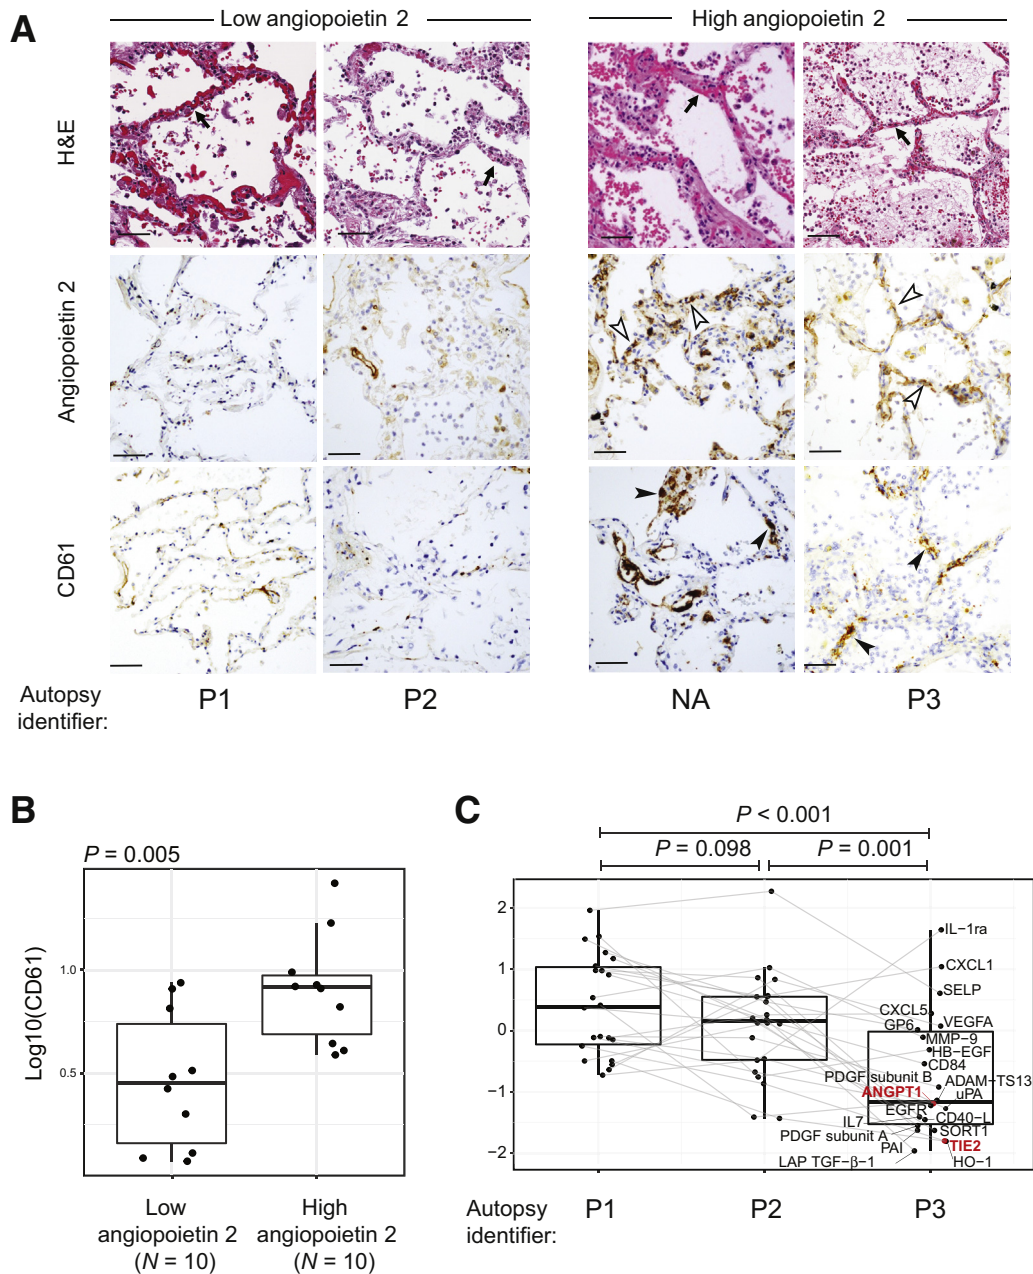 A
Low angiopoietin 2
High angiopoietin 2
H&E
Angiopoietin 2
CD61
Autopsy
identifier:
P1
P2
NA
P3
B
P = 0.005
Log10(CD61)
1.0
0.5
Low
angiopoietin 2
(N = 10)
High
angiopoietin 2
(N = 10)
C
P < 0.001
P = 0.098
P = 0.001
2
1
0
−1
−2
IL−1ra
CXCL1
SELP
CXCL5
VEGFA
GP6
MMP−9
HB−EGF
CD84
PDGF subunit B
ADAM−TS13
ANGPT1
uPA
EGFR
CD40−L
IL7
SORT1
PDGF subunit A
PAI
TIE2
LAP TGF−β−1
HO−1
Autopsy
identifier:
P1
P2
P3